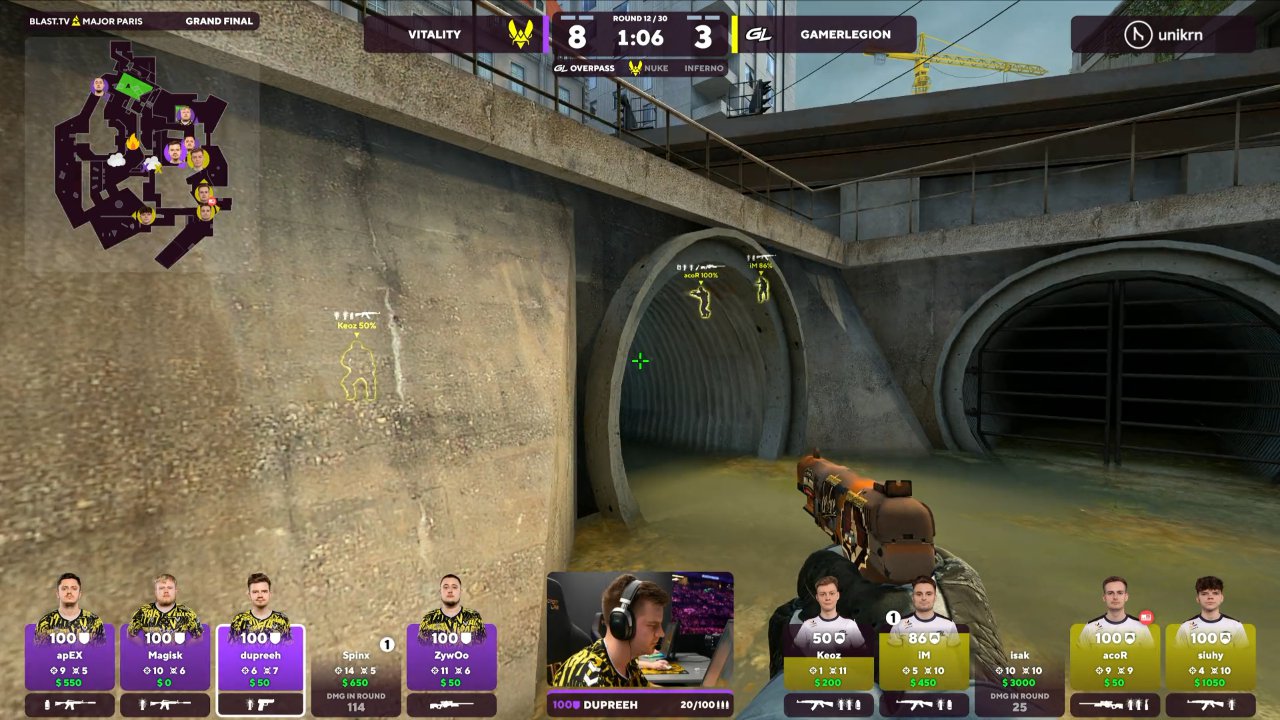 BLAST.TV MAJOR PARIS GRAND FINAL
VITALITY 8 ROUND 12 / 30 1:06 3 GL GAMERLEGION
unikrn
GL OVERPASS NUKE INFERNO
acoR 100% iM 86%
Keoz 50%
100 100 100 1 100 50 1 86 100 100
apEX Magisk dupreeh Spinx ZywOo Keoz iM isak acoR siuhy
9 5 10 6 6 7 14 5 11 6 1 11 5 10 10 10 9 9 4 10
$550 $0 $50 $650 $50 $200 $450 $3000 $50 $1050
DMG IN ROUND
114
DMG IN ROUND
25
100 DUPREEH 20/100